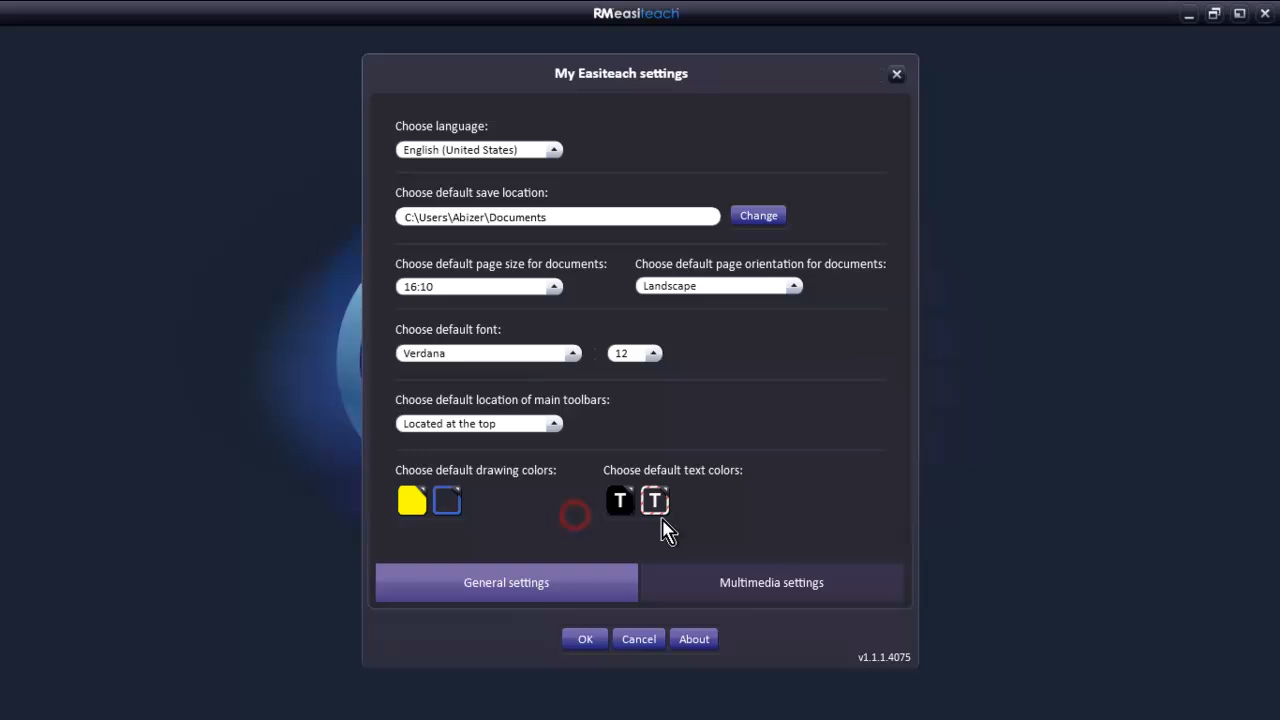 RMeasiteach
My Easiteach settings
Choose language:
English (United States)
Choose default save location:
C:\Users\Abizer\Documents
Change
Choose default page size for documents:
Choose default page orientation for documents:
16:10
Landscape
Choose default font:
Verdana
12
Choose default location of main toolbars:
Located at the top
Choose default drawing colors:
Choose default text colors:
T
T
General settings
Multimedia settings
OK
Cancel
About
v1.1.1.4075